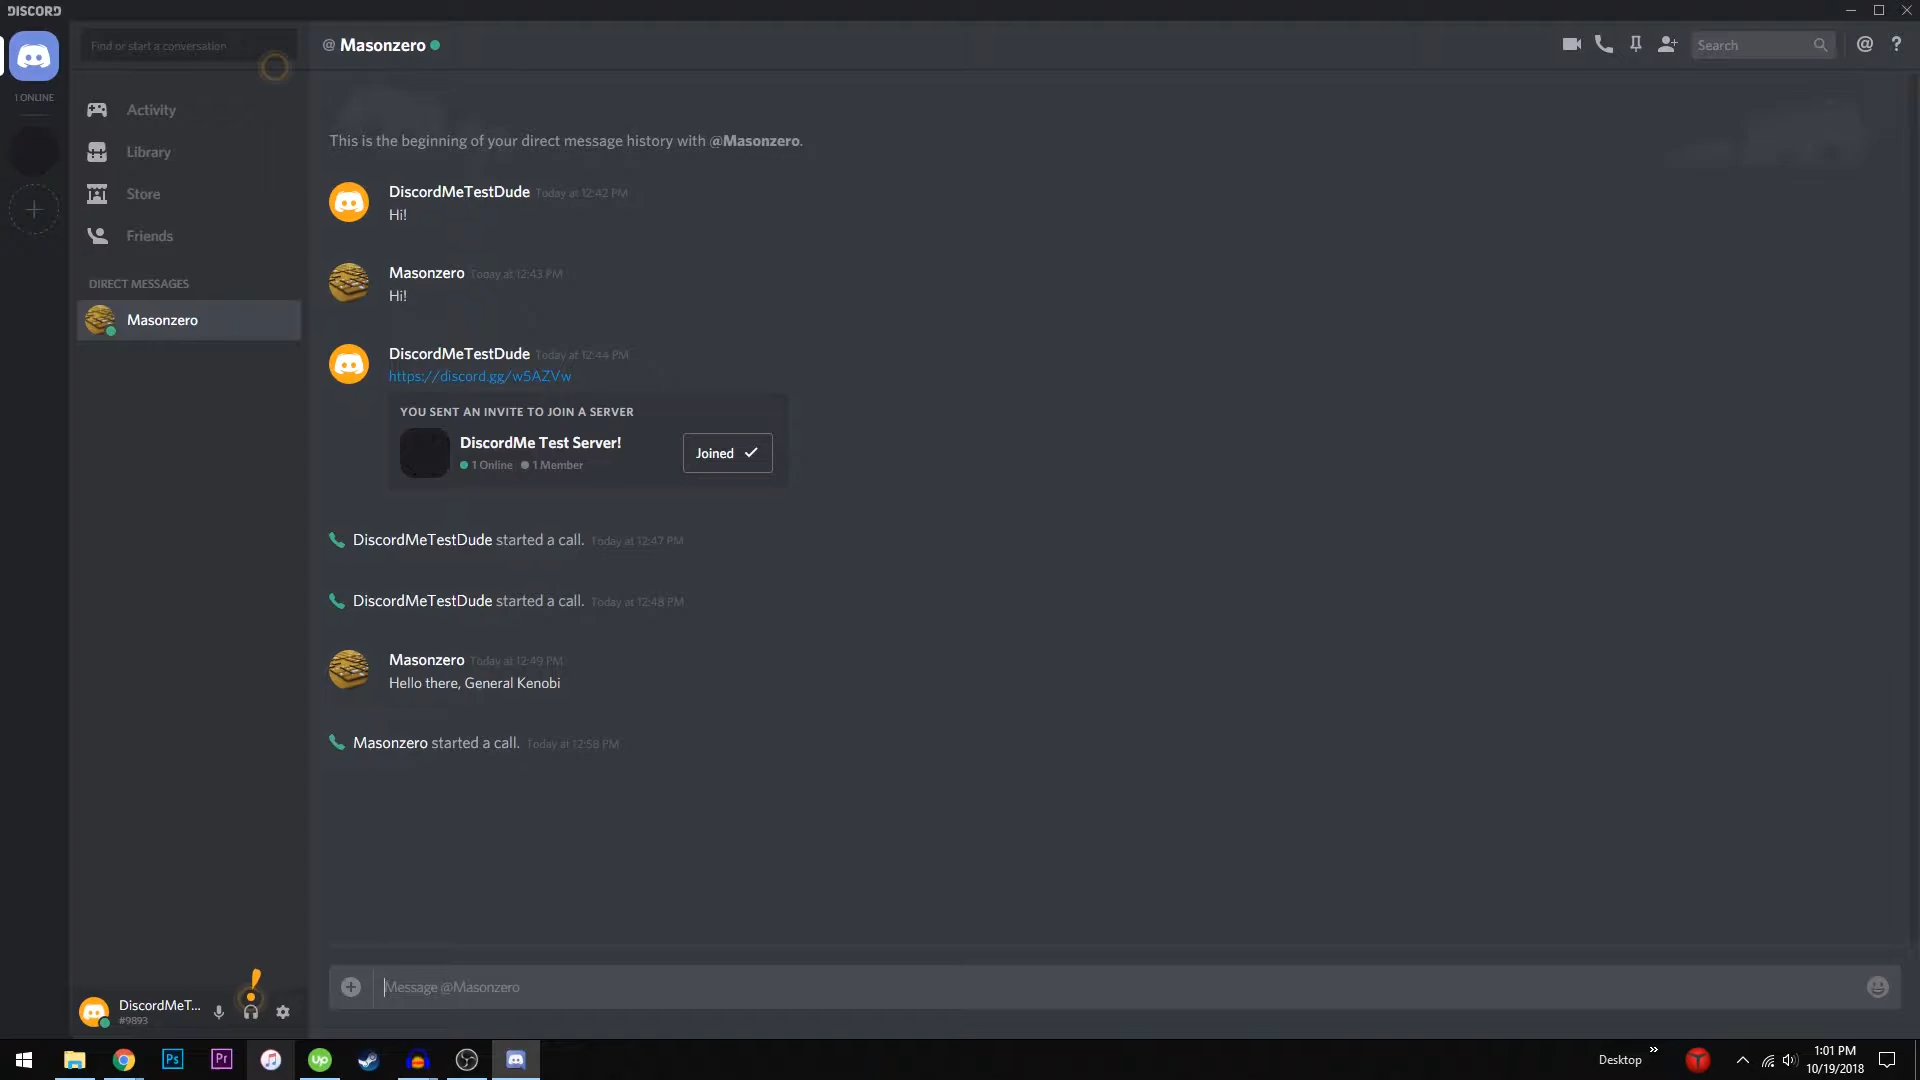 DISCORD
Find or start a conversation
@ Masonzero
Search
1 ONLINE
Activity
Library
Store
Friends
DIRECT MESSAGES
Masonzero
This is the beginning of your direct message history with @Masonzero.
DiscordMeTestDude Today at 12:42 PM
Hi!
Masonzero Today at 12:43 PM
Hi!
DiscordMeTestDude Today at 12:44 PM
https://discord.gg/w5AZVw
YOU SENT AN INVITE TO JOIN A SERVER
DiscordMe Test Server!
1 Online 1 Member
Joined
DiscordMeTestDude started a call. Today at 12:47 PM
DiscordMeTestDude started a call. Today at 12:48 PM
Masonzero Today at 12:49 PM
Hello there, General Kenobi
Masonzero started a call. Today at 12:58 PM
Message @Masonzero
DiscordMeT...
#9893
Ps
Pr
Up
Desktop
1:01 PM
10/19/2018